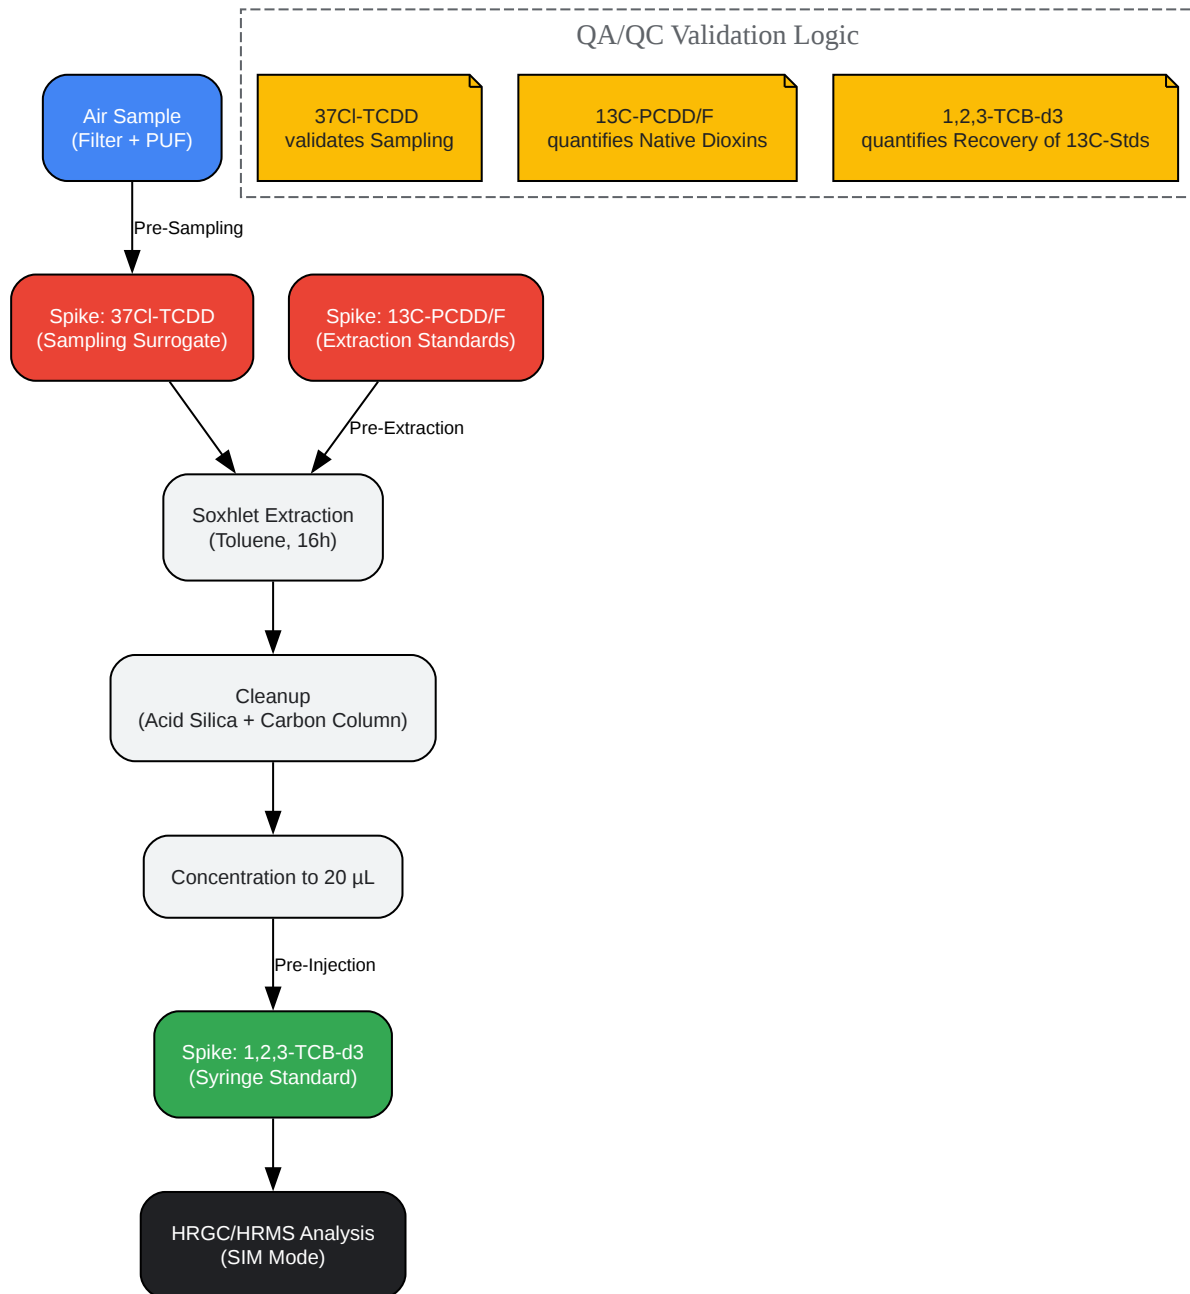 QA/QC Validation Logic
37Cl-TCDD
validates Sampling
13C-PCDD/F
quantifies Native Dioxins
1,2,3-TCB-d3
quantifies Recovery of 13C-Stds
Air Sample
(Filter + PUF)
Pre-Sampling
Spike: 37Cl-TCDD
(Sampling Surrogate)
Spike: 13C-PCDD/F
(Extraction Standards)
Pre-Extraction
Soxhlet Extraction
(Toluene, 16h)
Cleanup
(Acid Silica + Carbon Column)
Concentration to 20 µL
Pre-Injection
Spike: 1,2,3-TCB-d3
(Syringe Standard)
HRGC/HRMS Analysis
(SIM Mode)